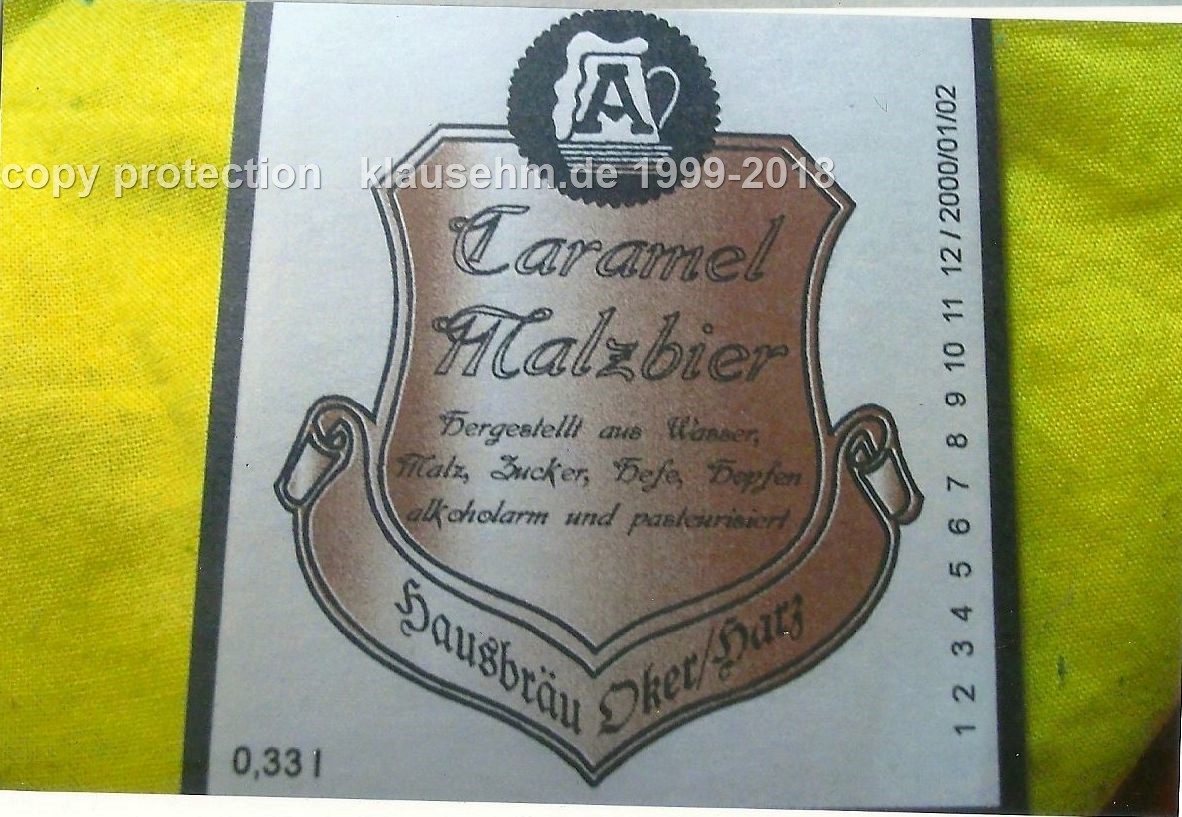 A
copy protection klausehm.de 1999-2018
Caramel
Malzbier
Hergestellt aus Wasser,
Malz, Zucker, Hefe, Hopfen
alkoholarm und pasteurisiert
Hausbräu Oker/Harz
0,33 l
1 2 3 4 5 6 7 8 9 10 11 12 / 2000/01/02